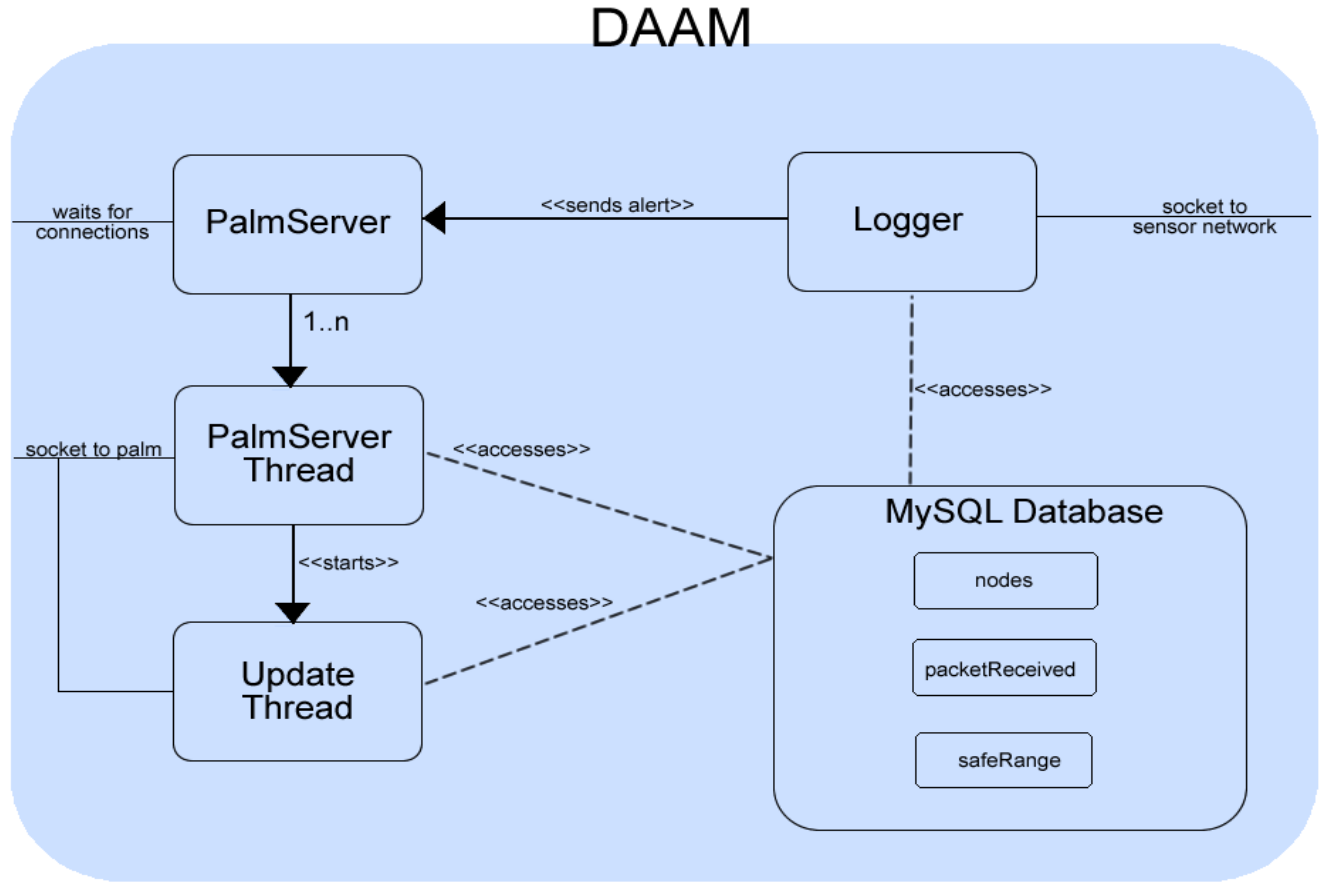 DAAM
waits for
connections
PalmServer
<<sends alert>>
Logger
socket to
sensor network
1..n
<<accesses>>
socket to palm
PalmServer
Thread
<<accesses>>
<<starts>>
<<accesses>>
Update
Thread
MySQL Database
nodes
packetReceived
safeRange